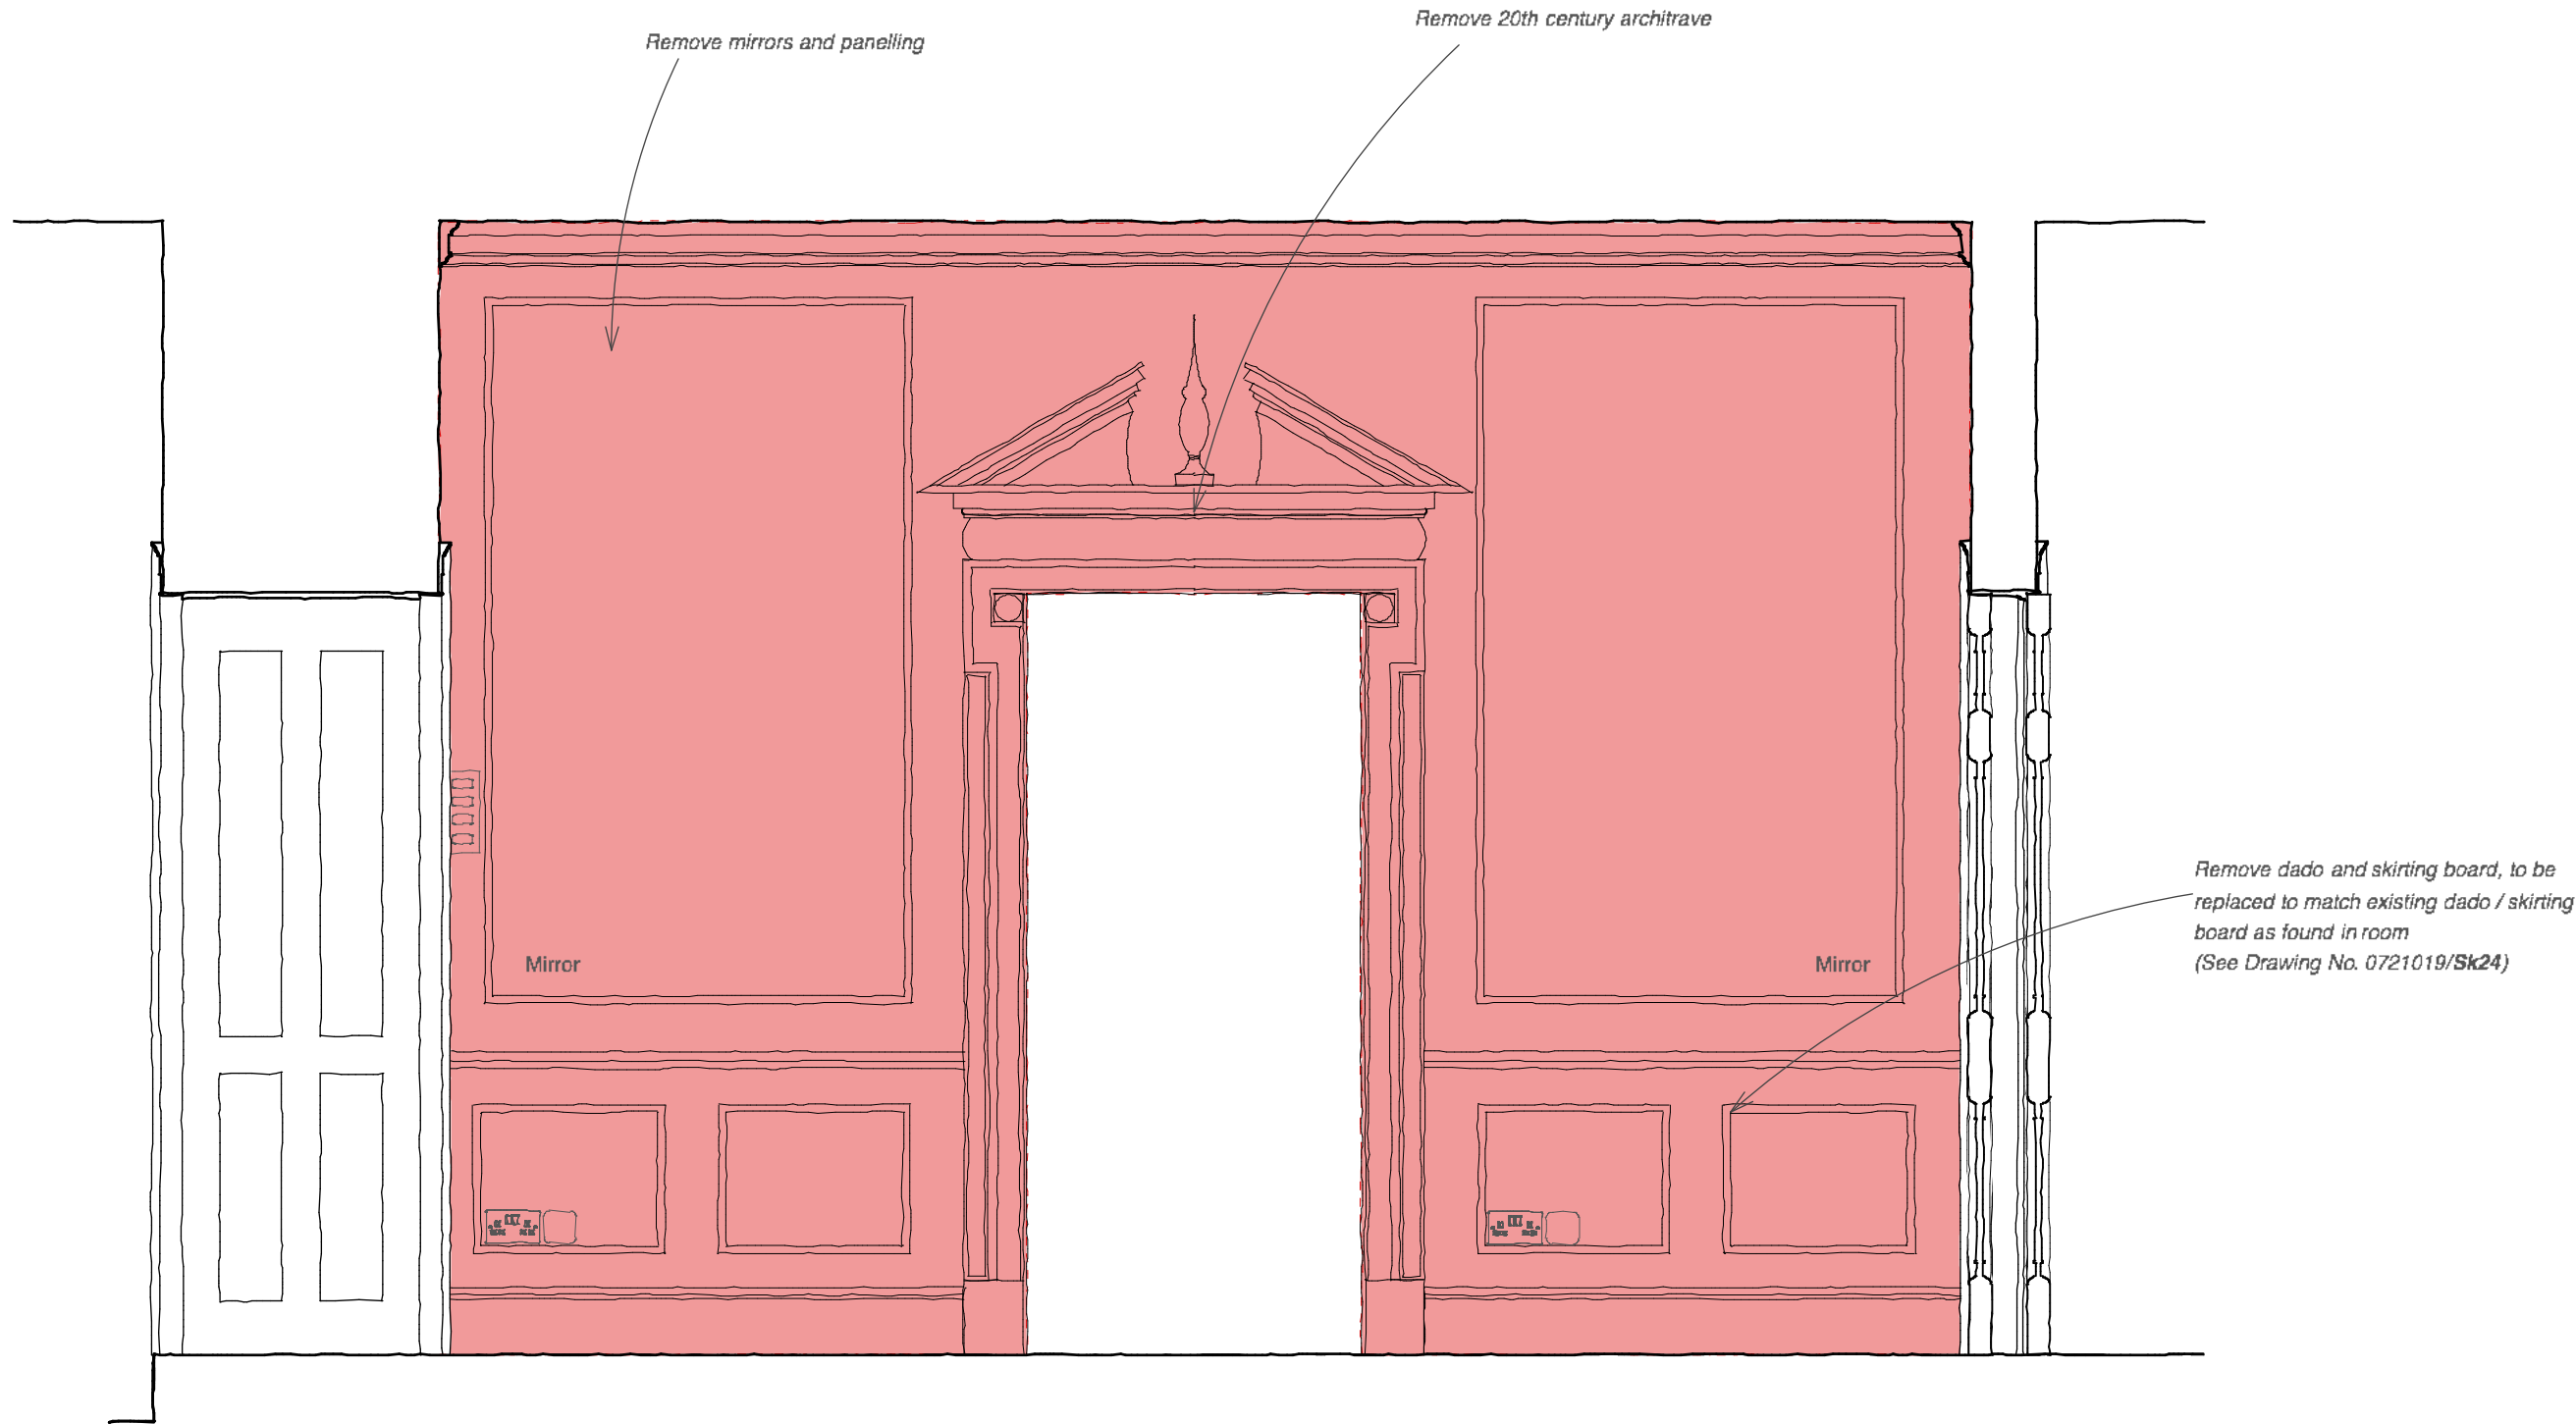 Remove 20th century architrave
Remove mirrors and panelling
Remove dado and skirting board, to be
replaced to match existing dado / skirting
board as found in room
(See Drawing No. 0721019/Sk24)
Mirror
Mirror